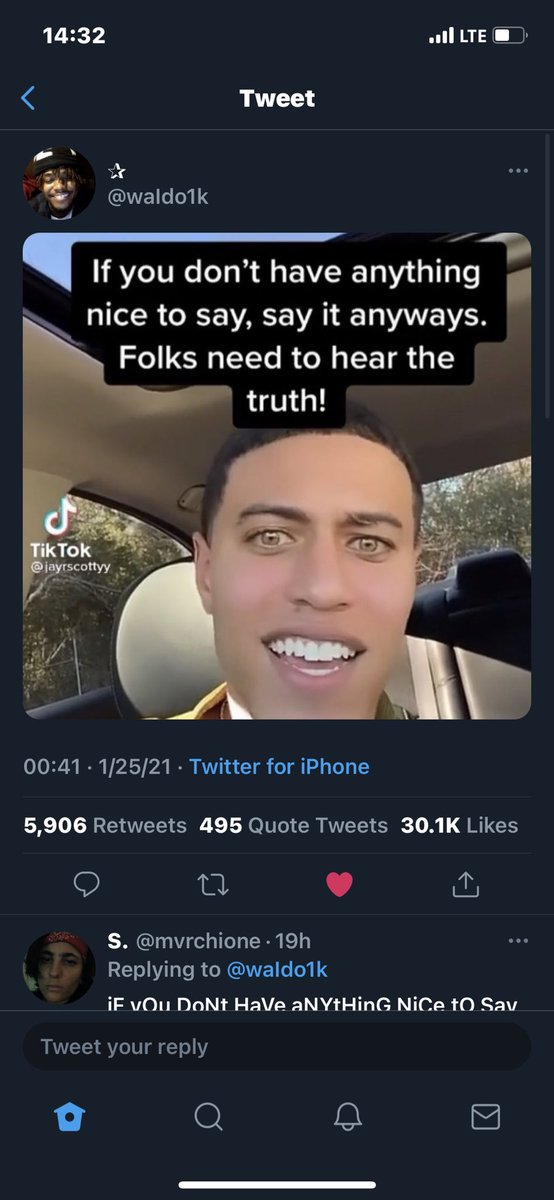 14:32
LTE
Tweet
☆
@waldo1k
If you don’t have anything
nice to say, say it anyways.
Folks need to hear the
truth!
TikTok
@jayrscottyy
00:41 · 1/25/21 · Twitter for iPhone
5,906 Retweets 495 Quote Tweets 30.1K Likes
S. @mvrchione · 19h
Replying to @waldo1k
iF yOu DoNt HaVe aNYtHinG NiCe tO Say
Tweet your reply